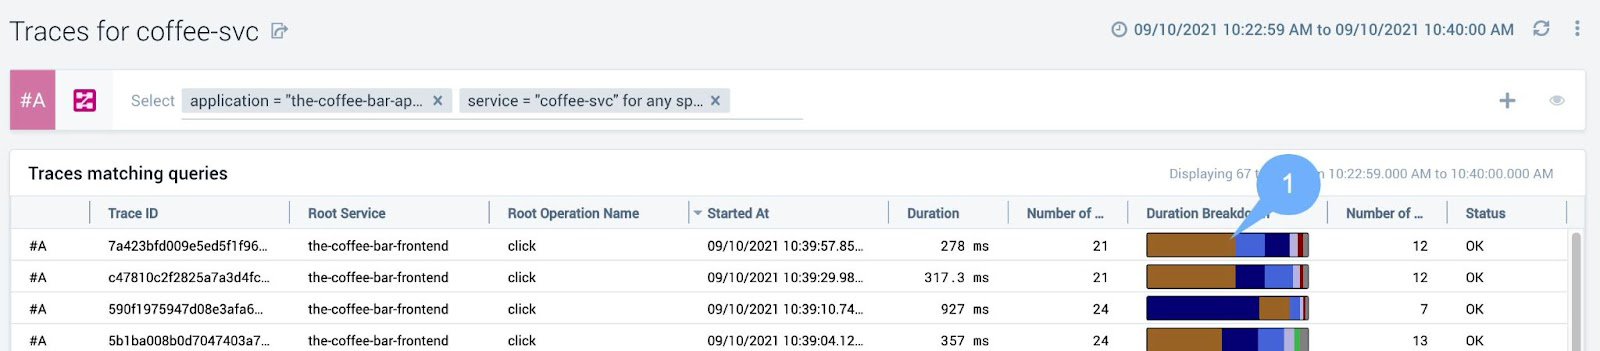 Traces for coffee-svc
09/10/2021 10:22:59 AM to 09/10/2021 10:40:00 AM
#A Select application = "the-coffee-bar-ap... × service = "coffee-svc" for any sp... ×
Traces matching queries
Displaying 67 10:22:59.000 AM to 10:40:00.000 AM
1
Trace ID Root Service Root Operation Name Started At Duration Number of ... Duration Number of ... Status
#A 7a423bfd009e5ed5f1f96... the-coffee-bar-frontend click 09/10/2021 10:39:57.85... 278 ms 21 12 OK
#A c47810c2f2825a7a3d4fc... the-coffee-bar-frontend click 09/10/2021 10:39:29.98... 317.3 ms 21 12 OK
#A 590f1975947d08e3afa6... the-coffee-bar-frontend click 09/10/2021 10:39:10.74... 927 ms 24 7 OK
#A 5b1ba008b0d7047403a7... the-coffee-bar-frontend click 09/10/2021 10:39:04.12... 357 ms 24 13 OK